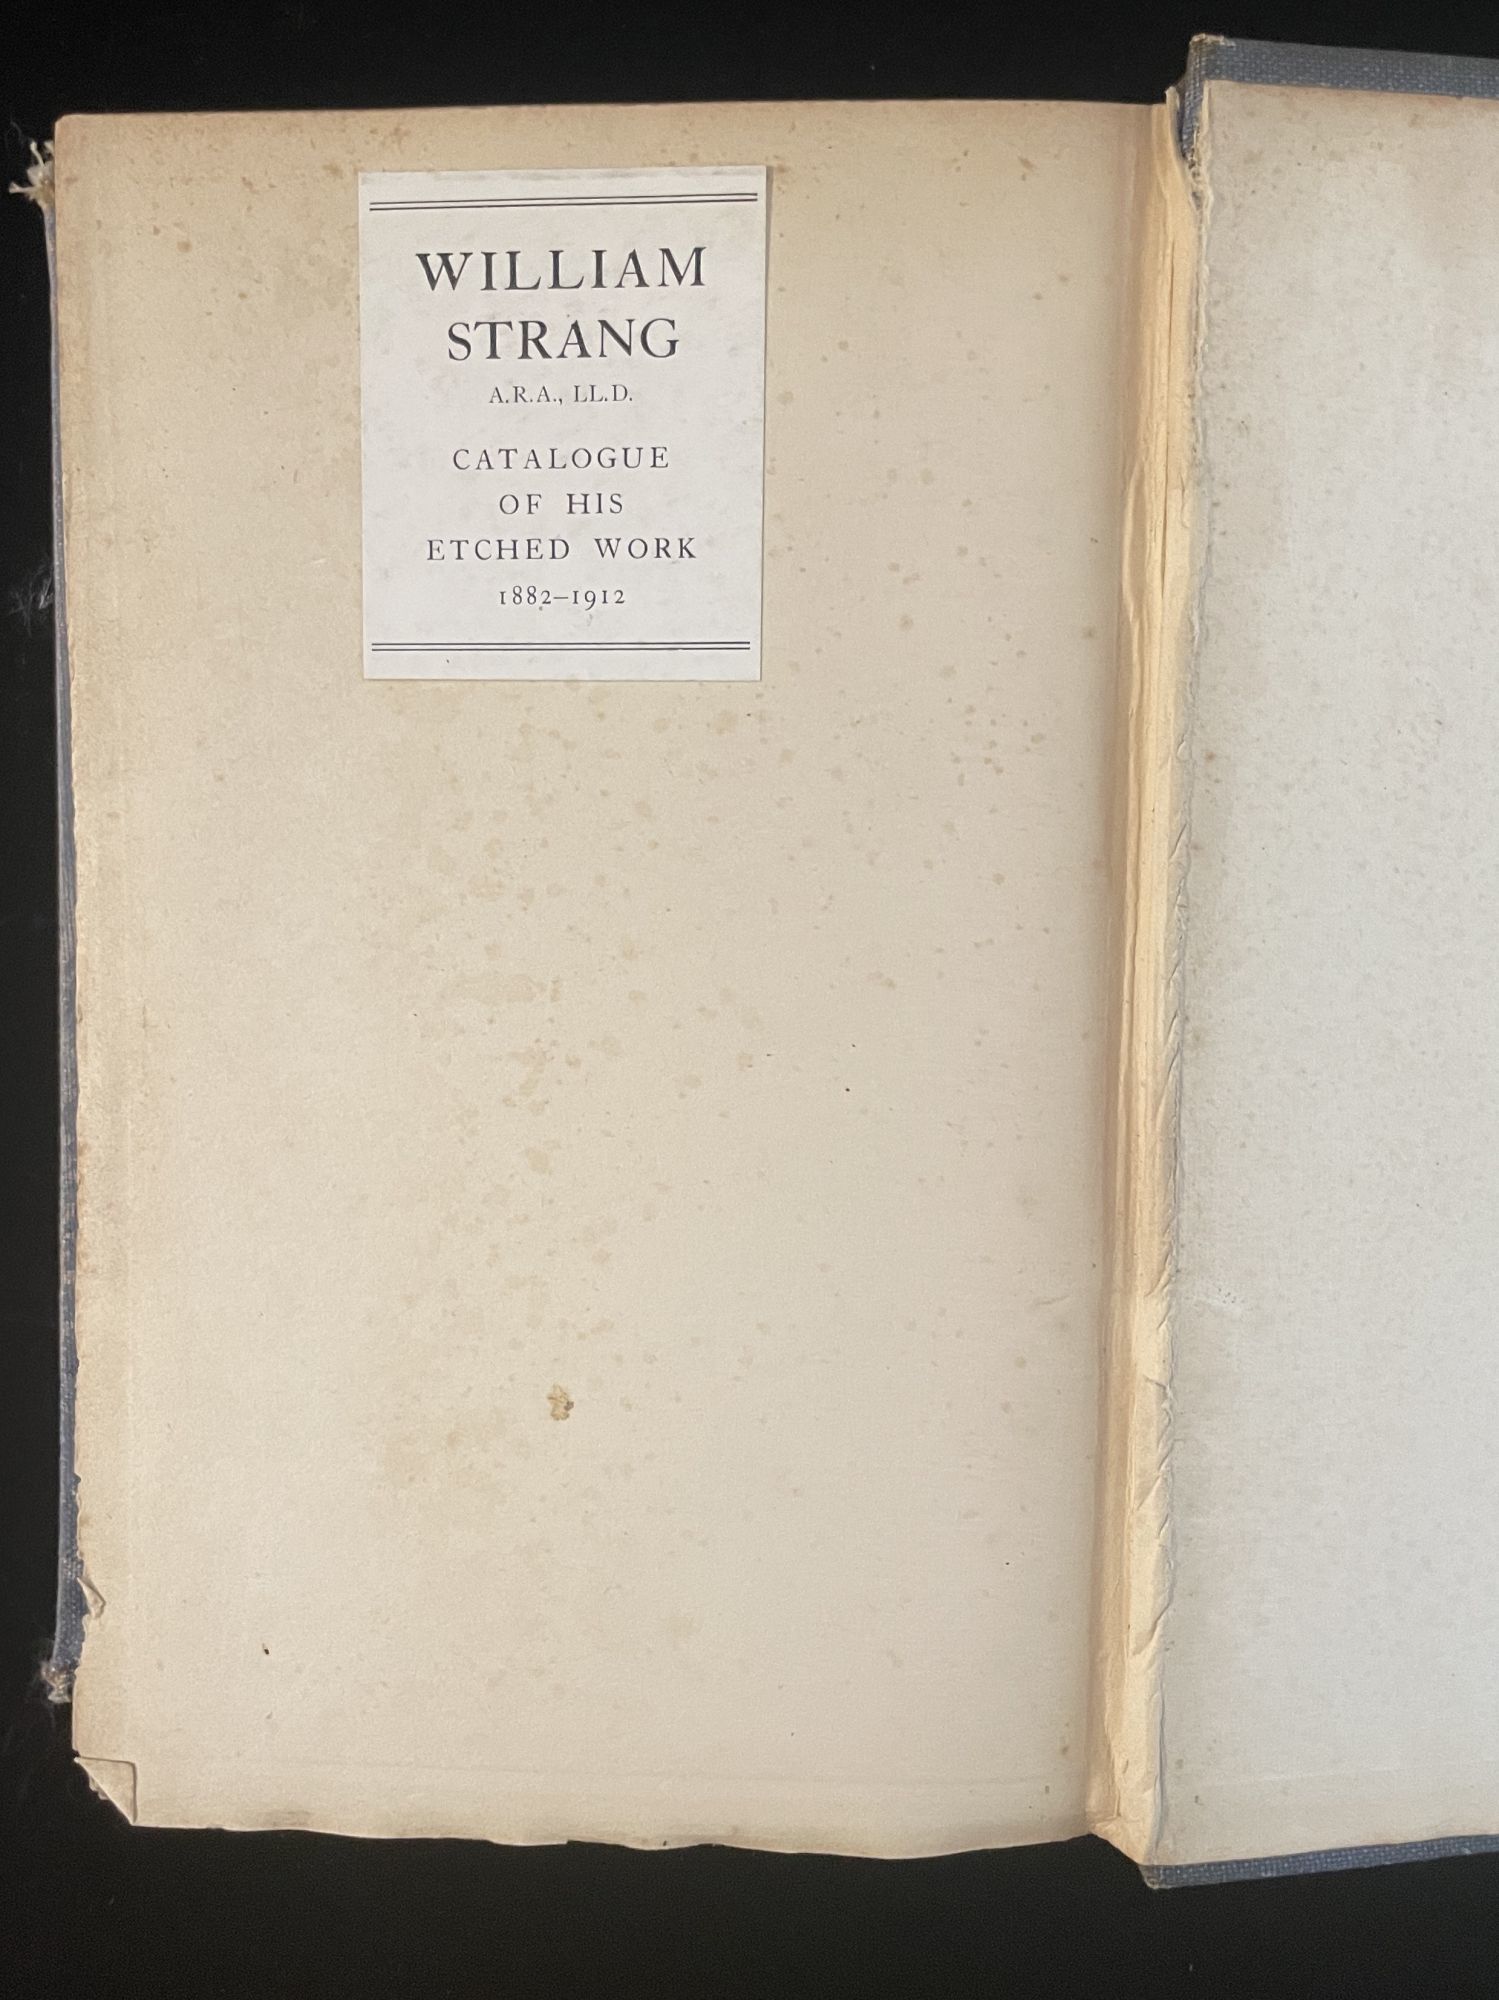 WILLIAM
STRANG
A.R.A., LL.D.
CATALOGUE
OF HIS
ETCHED WORK
1882–1912